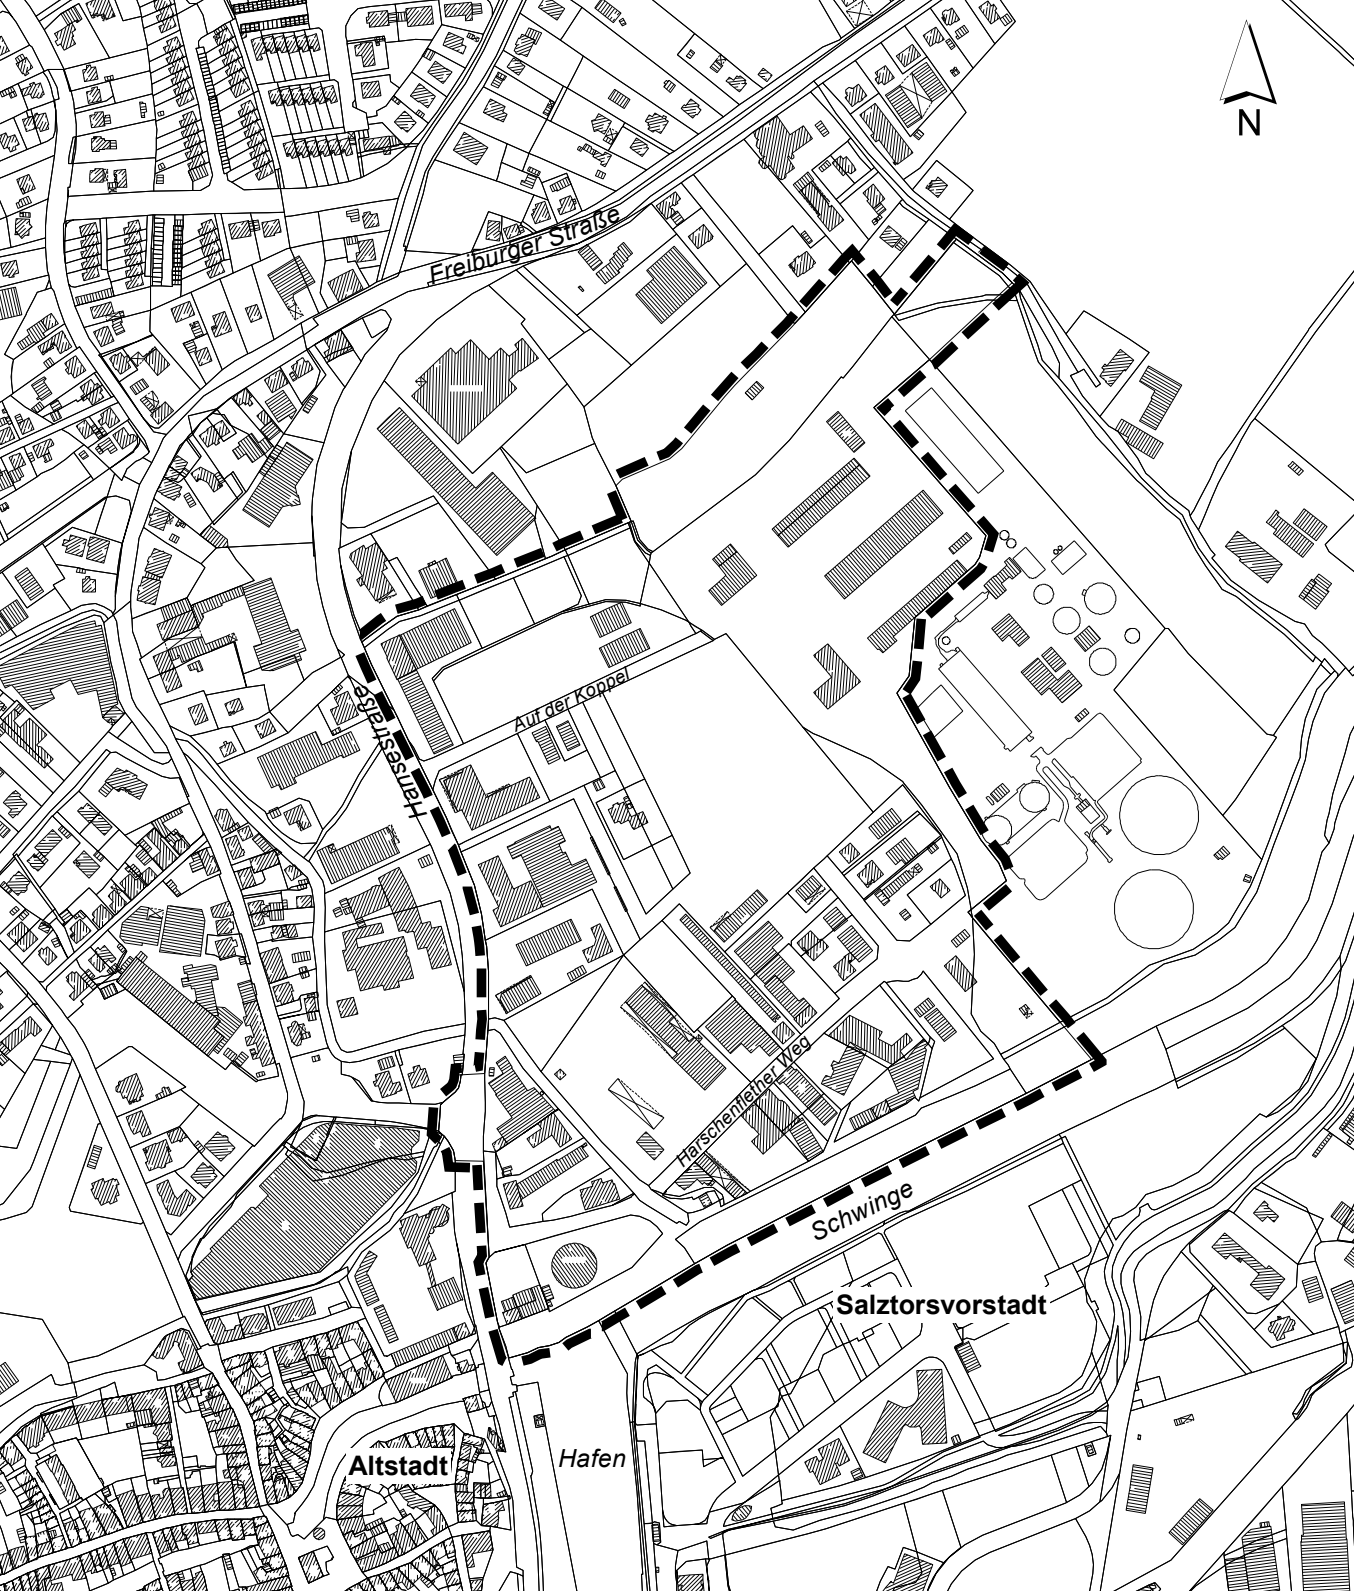 N
Freiburger Straße
Hansestraße
Auf der Koppel
Harschenflether Weg
Schwinge
Salztorsvorstadt
Hafen
Altstadt